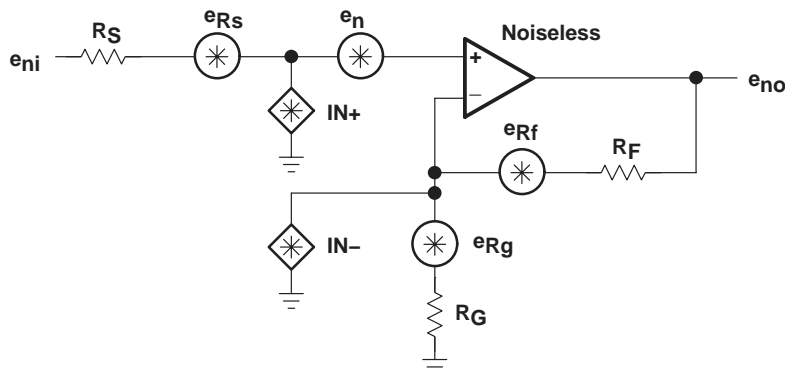 eRs
en
Noiseless
RS
eni
+
−
eno
IN+
eRf
RF
IN−
eRg
RG